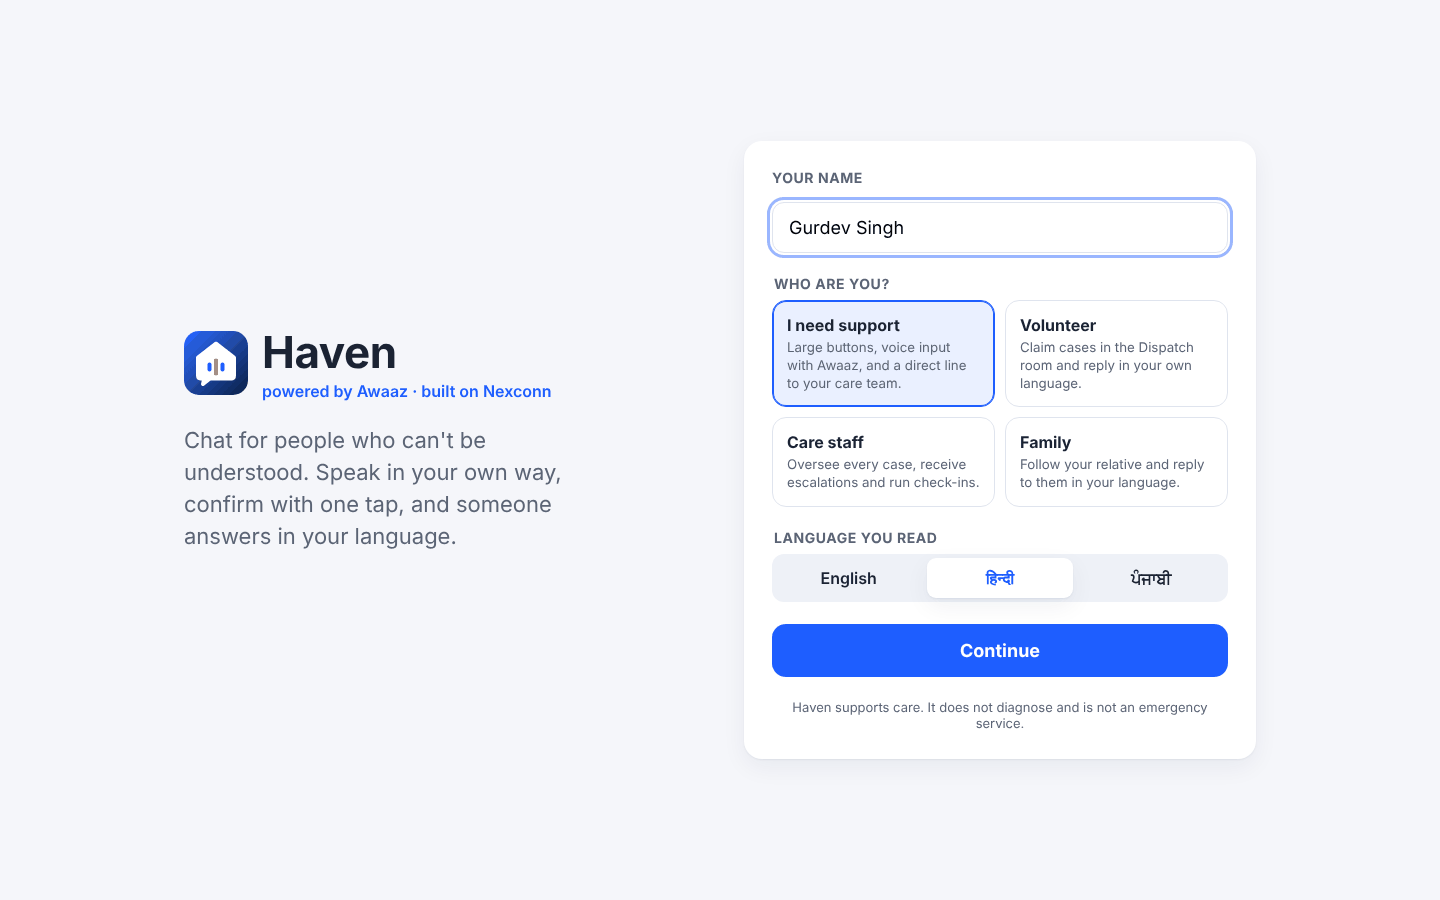 Haven
powered by Awaaz · built on Nexconn
Chat for people who can't be
understood. Speak in your own way,
confirm with one tap, and someone
answers in your language.
YOUR NAME
Gurdev Singh
WHO ARE YOU?
I need support
Large buttons, voice input
with Awaaz, and a direct line
to your care team.
Volunteer
Claim cases in the Dispatch
room and reply in your own
language.
Care staff
Oversee every case, receive
escalations and run check-ins.
Family
Follow your relative and reply
to them in your language.
LANGUAGE YOU READ
English
हिन्दी
ਪੰਜਾਬੀ
Continue
Haven supports care. It does not diagnose and is not an emergency
service.